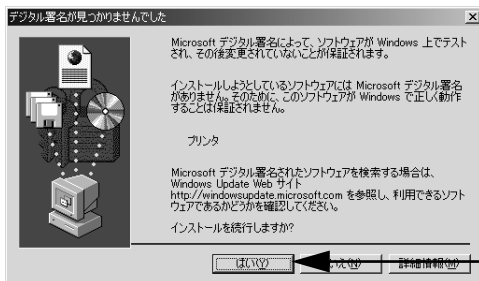 デジタル署名が見つかりませんでした
Microsoft デジタル署名によって、ソフトウェアが Windows 上でテスト
され、その後変更されていないことが保証されます。
インストールしようとしているソフトウェアには Microsoft デジタル署名
がありません。そのために、このソフトウェアが Windows で正しく動作
することは保証されません。
プリンタ
Microsoft デジタル署名されたソフトウェアを検索する場合は、
Windows Update Web サイト
http://windowsupdate.microsoft.com を参照し、利用できるソフト
ウェアであるかどうかを確認してください。
インストールを続行しますか?
はい(Y) いいえ(N) 詳細情報(M)